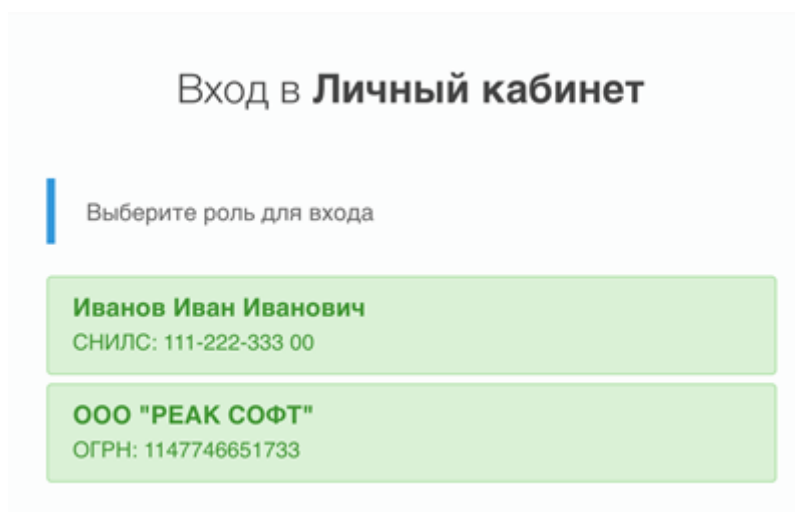 Вход в Личный кабинет
Выберите роль для входа
Иванов Иван Иванович
СНИЛС: 111-222-333 00
ООО "РЕАК СОФТ"
ОГРН: 1147746651733